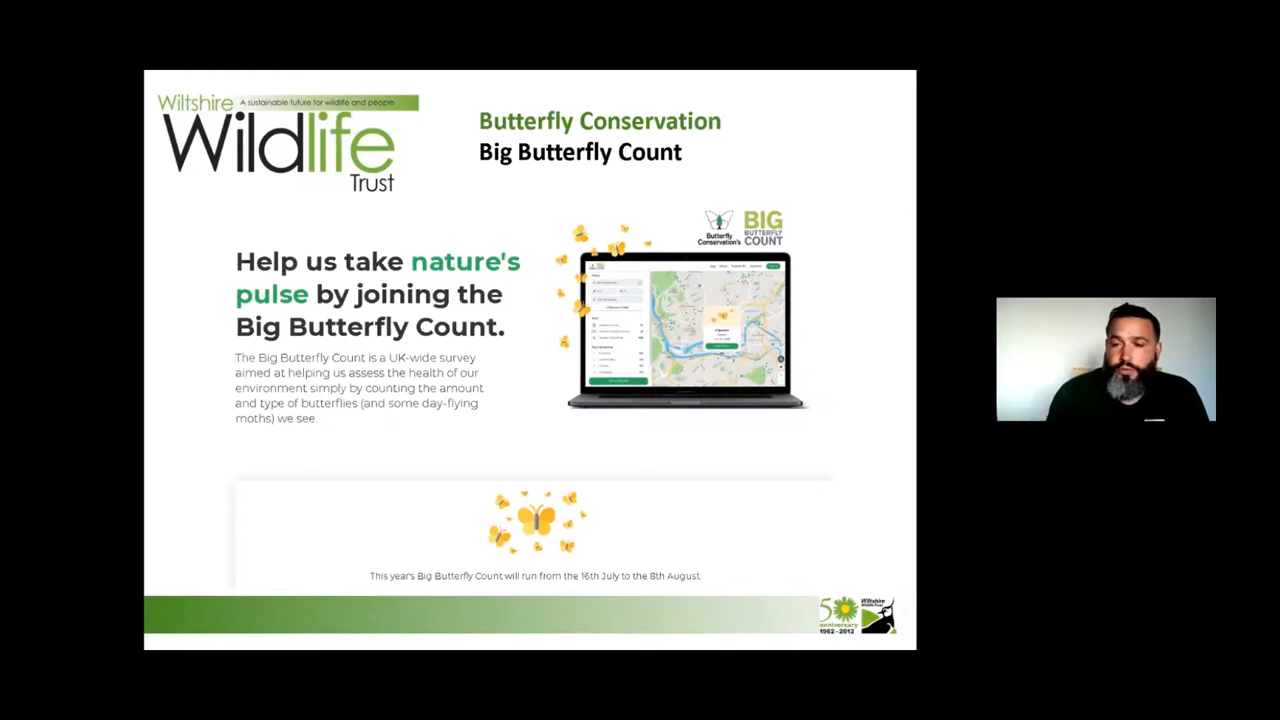 Wiltshire A sustainable future for wildlife and people
Wildlife
Trust
Butterfly Conservation
Big Butterfly Count
Butterfly
Conservation's
BIG
BUTTERFLY
COUNT
Help us take nature's
pulse by joining the
Big Butterfly Count.
The Big Butterfly Count is a UK-wide survey
aimed at helping us assess the health of our
environment simply by counting the amount
and type of butterflies (and some day-flying
moths) we see.
This year's Big Butterfly Count will run from the 16th July to the 8th August.
50
anniversary
1962–2012
Wiltshire
Wildlife Trust